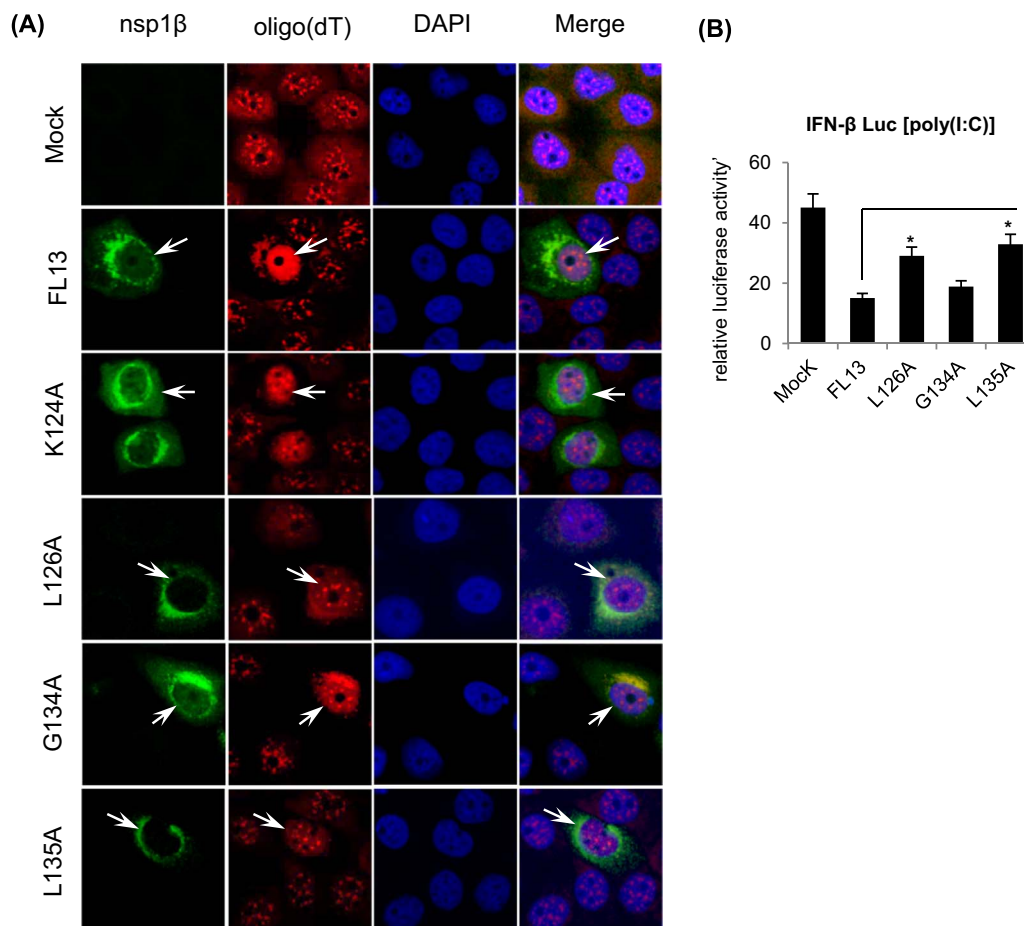 (A)
nsp1β
oligo(dT)
DAPI
Merge
Mock
FL13
K124A
L126A
G134A
L135A
(B)
IFN-β Luc [poly(I:C)]
relative luciferase activity'
60
40
20
0
*
*
MocK
FL13
L126A
G134A
L135A